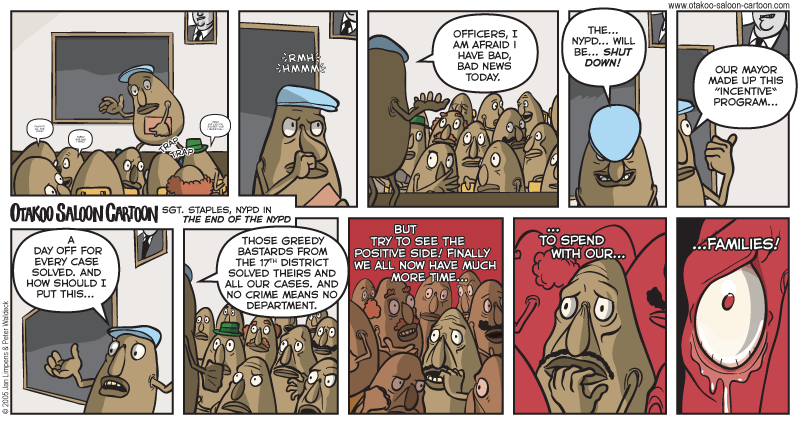 www.otakoo-saloon-cartoon.com
TRAP
TRAP
RMH
HMMM
OFFICERS, I
AM AFRAID I
HAVE BAD,
BAD NEWS
TODAY.
THE...
NYPD... WILL
BE... SHUT
DOWN!
OUR MAYOR
MADE UP THIS
"INCENTIVE"
PROGRAM...
OTAKOO SALOON CARTOON
SGT. STAPLES, NYPD IN
THE END OF THE NYPD
A
DAY OFF FOR
EVERY CASE
SOLVED. AND
HOW SHOULD I
PUT THIS...
THOSE GREEDY
BASTARDS FROM
THE 17TH DISTRICT
SOLVED THEIRS AND
ALL OUR CASES. AND
NO CRIME MEANS NO
DEPARTMENT.
BUT
TRY TO SEE THE
POSITIVE SIDE! FINALLY
WE ALL NOW HAVE MUCH
MORE TIME...
...
TO SPEND
WITH OUR...
...FAMILIES!
© 2005 Jan Limpens & Peter Waldeck